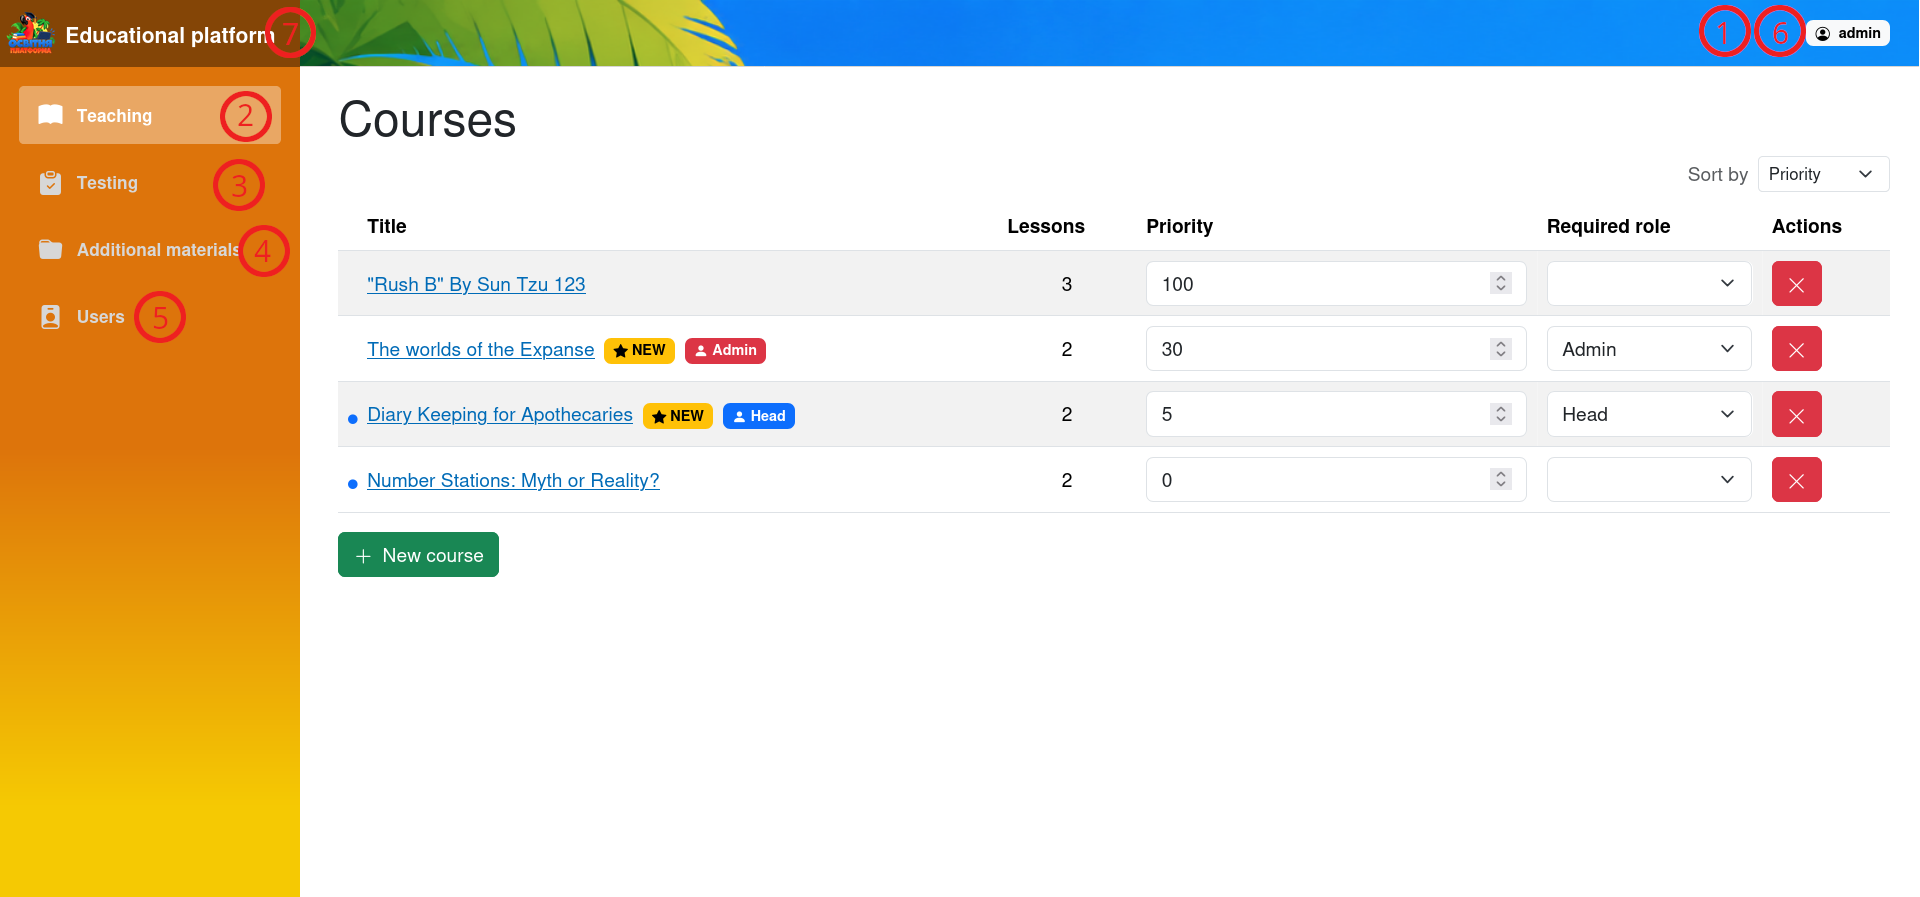 ОСВІТНЯ
ПЛАТФОРМА
Educational platform
7
1
6
admin
Teaching
2
Testing
3
Additional materials
4
Users
5
Courses
Sort by Priority
Title Lessons Priority Required role Actions
"Rush B" By Sun Tzu 123 3 100
The worlds of the Expanse NEW Admin 2 30 Admin
Diary Keeping for Apothecaries NEW Head 2 5 Head
Number Stations: Myth or Reality? 2 0
New course